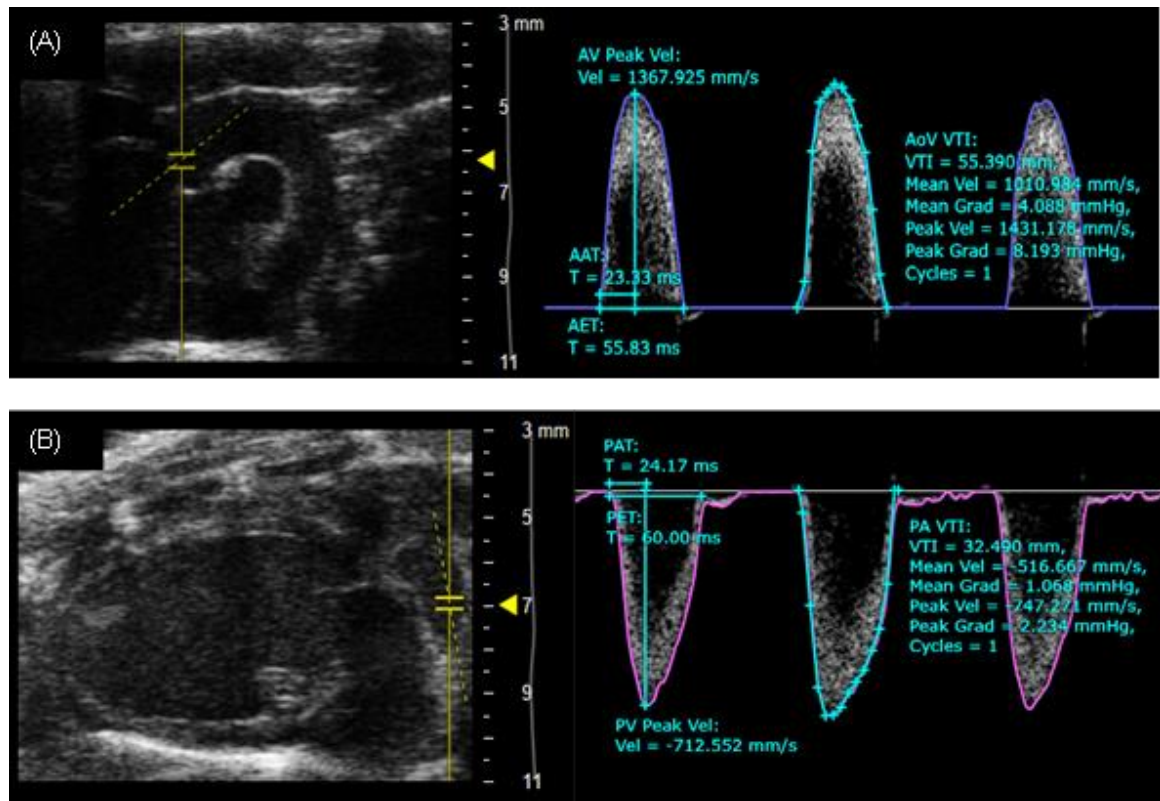 (A)
3 mm
5
7
9
11
AV Peak Vel:
Vel = 1367.925 mm/s
AAT:
T = 23.33 ms
AET:
T = 55.83 ms
AoV VTI:
VTI = 55.390 mm,
Mean Vel = 1010.984 mm/s,
Mean Grad = 4.088 mmHg,
Peak Vel = 1431.178 mm/s,
Peak Grad = 8.193 mmHg,
Cycles = 1
(B)
3 mm
5
7
9
11
PAT:
T = 24.17 ms
PET:
T = 60.00 ms
PV Peak Vel:
Vel = -712.552 mm/s
PA VTI:
VTI = 32.490 mm,
Mean Vel = -516.667 mm/s,
Mean Grad = 1.068 mmHg,
Peak Vel = -747.271 mm/s,
Peak Grad = 2.234 mmHg,
Cycles = 1